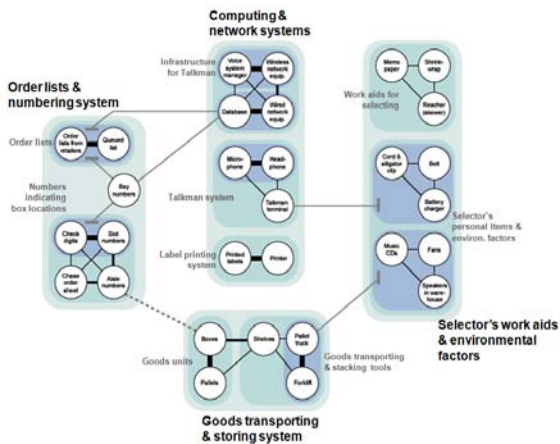 Computing &
network systems
Infrastructure
for Talkman
Voice
system
manager
Wireless
network
equip.
Database
Wired
network
equip.
Memo
paper
Shrink-
wrap
Reacher
(skewer)
Work aids for
selecting
Order lists &
numbering system
Order lists
Order
lists from
retailers
Queued
list
Bay
numbers
Numbers
indicating
box locations
Check
digits
Slot
numbers
Chase
order
sheet
Aisle
numbers
Talkman system
Micro-
phone
Head-
phone
Talkman
terminal
Cord &
alligator
clip
Belt
Battery
charger
Selector's
personal items &
environ. factors
Label printing
system
Printed
labels
Printer
Music
CDs
Fans
Speakers
in ware-
house
Selector's work aids
& environmental
factors
Boxes
Shelves
Pallet
truck
Pallets
Forklift
Goods units
Goods transporting
& stacking tools
Goods transporting
& storing system